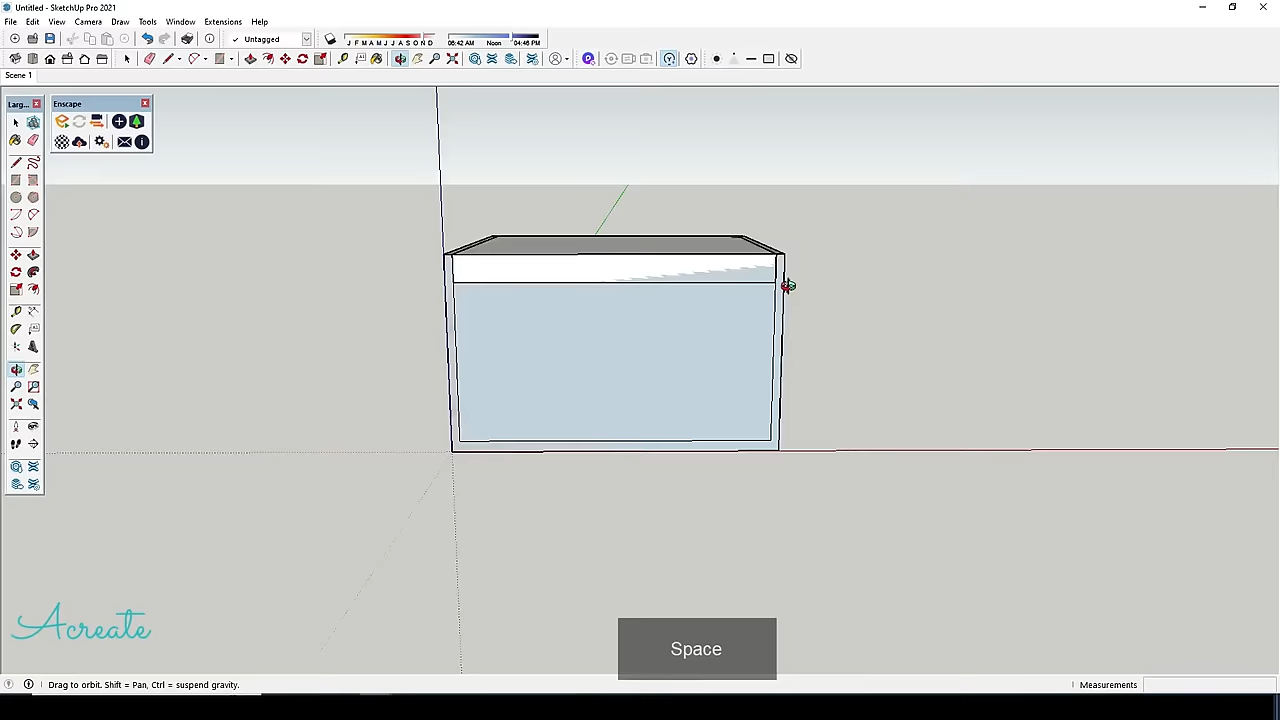 Untitled - SketchUp Pro 2021
File Edit View Camera Draw Tools Window Extensions Help
Untagged
J F M A M J J A S O N D
06:42 AM Noon 04:46 PM
Scene 1
Larg...
Enscape
Acreate
Space
Drag to orbit. Shift = Pan, Ctrl = suspend gravity.
Measurements